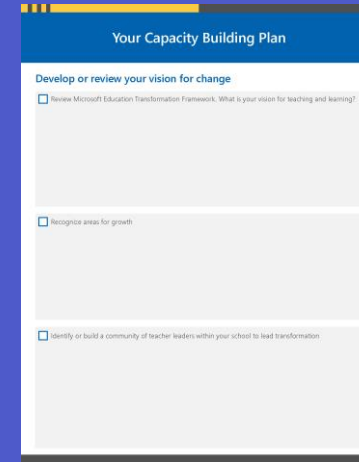 Your Capacity Building Plan
Develop or review your vision for change
Review Microsoft Education Transformation Framework. What is your vision for teaching and learning?
Recognize areas for growth
Identify or build a community of teacher leaders within your school to lead transformation